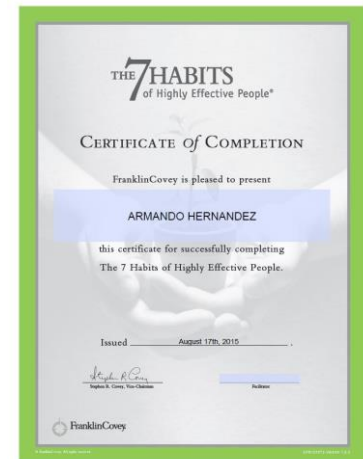 THE 7 HABITS
of Highly Effective People®
CERTIFICATE of COMPLETION
FranklinCovey is pleased to present
ARMANDO HERNANDEZ
this certificate for successfully completing
The 7 Habits of Highly Effective People.
Issued August 17th, 2015.
Stephen R. Covey, Vice-Chairman
Facilitator
FranklinCovey